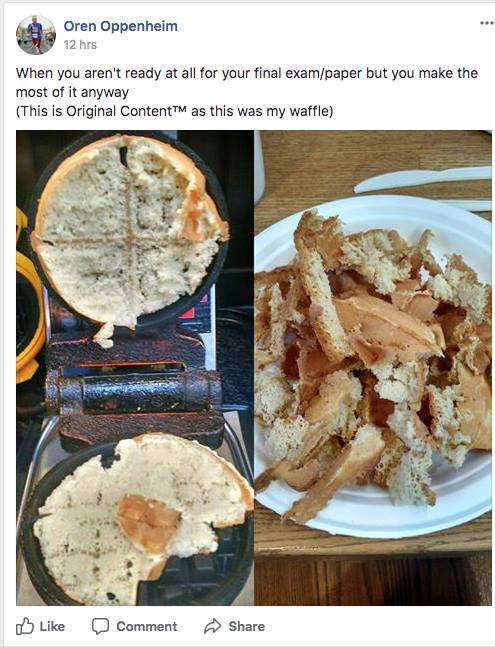 Oren Oppenheim
12 hrs
When you aren't ready at all for your final exam/paper but you make the
most of it anyway
(This is Original Content™ as this was my waffle)
Like Comment Share